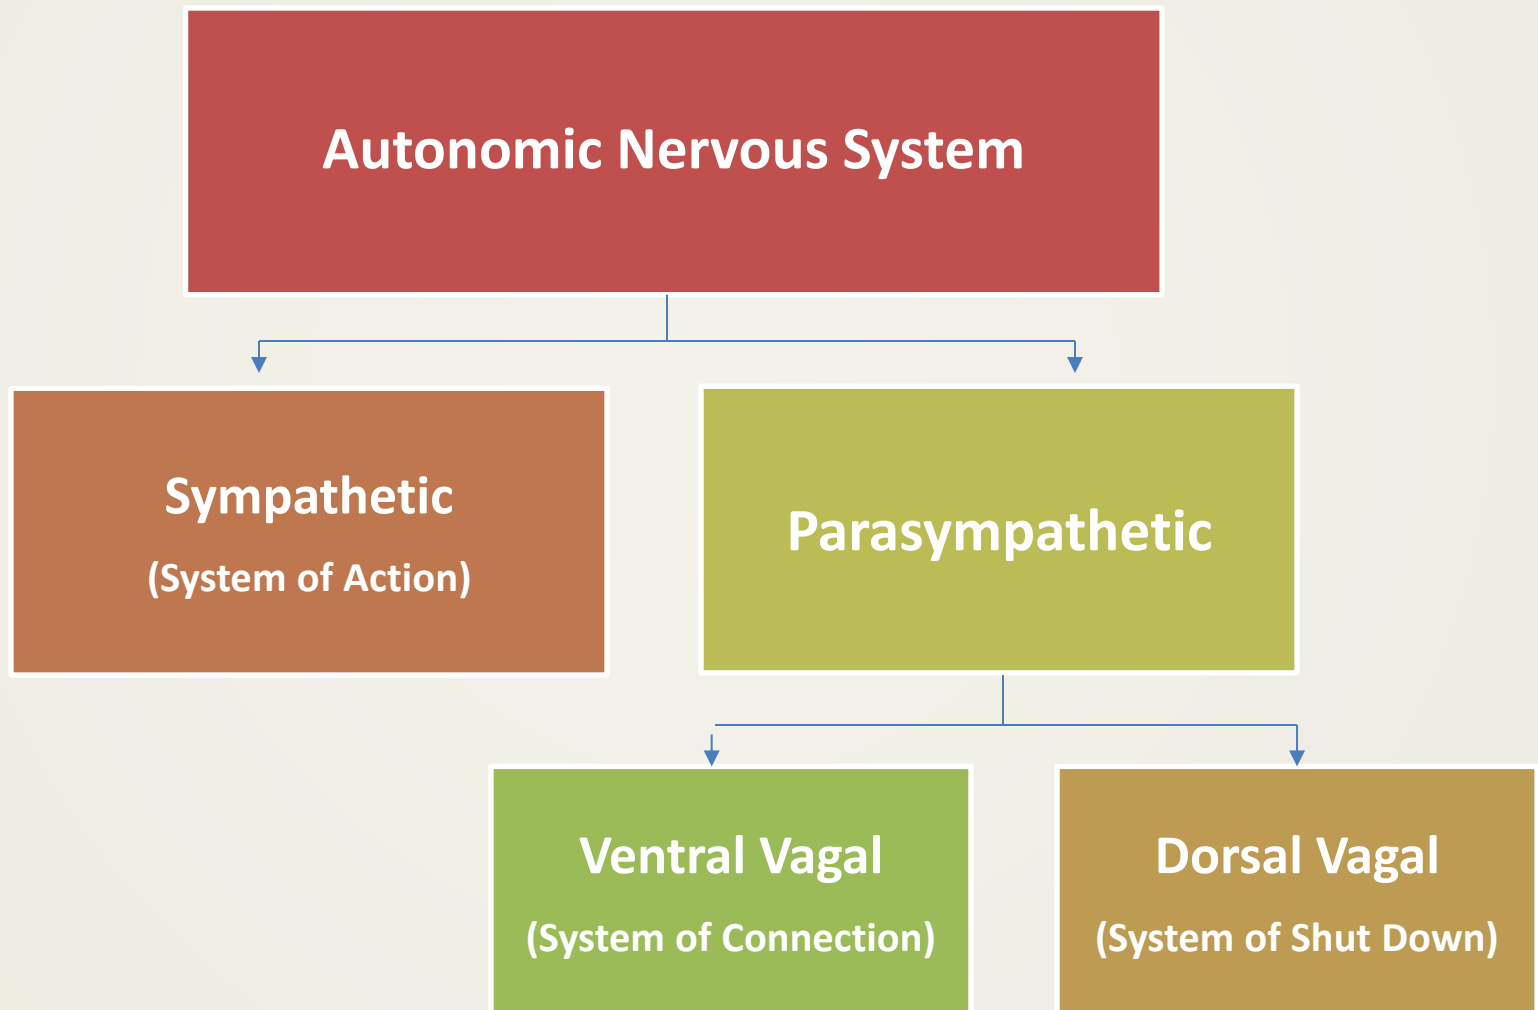 Autonomic Nervous System
Sympathetic
(System of Action)
Parasympathetic
Ventral Vagal
(System of Connection)
Dorsal Vagal
(System of Shut Down)